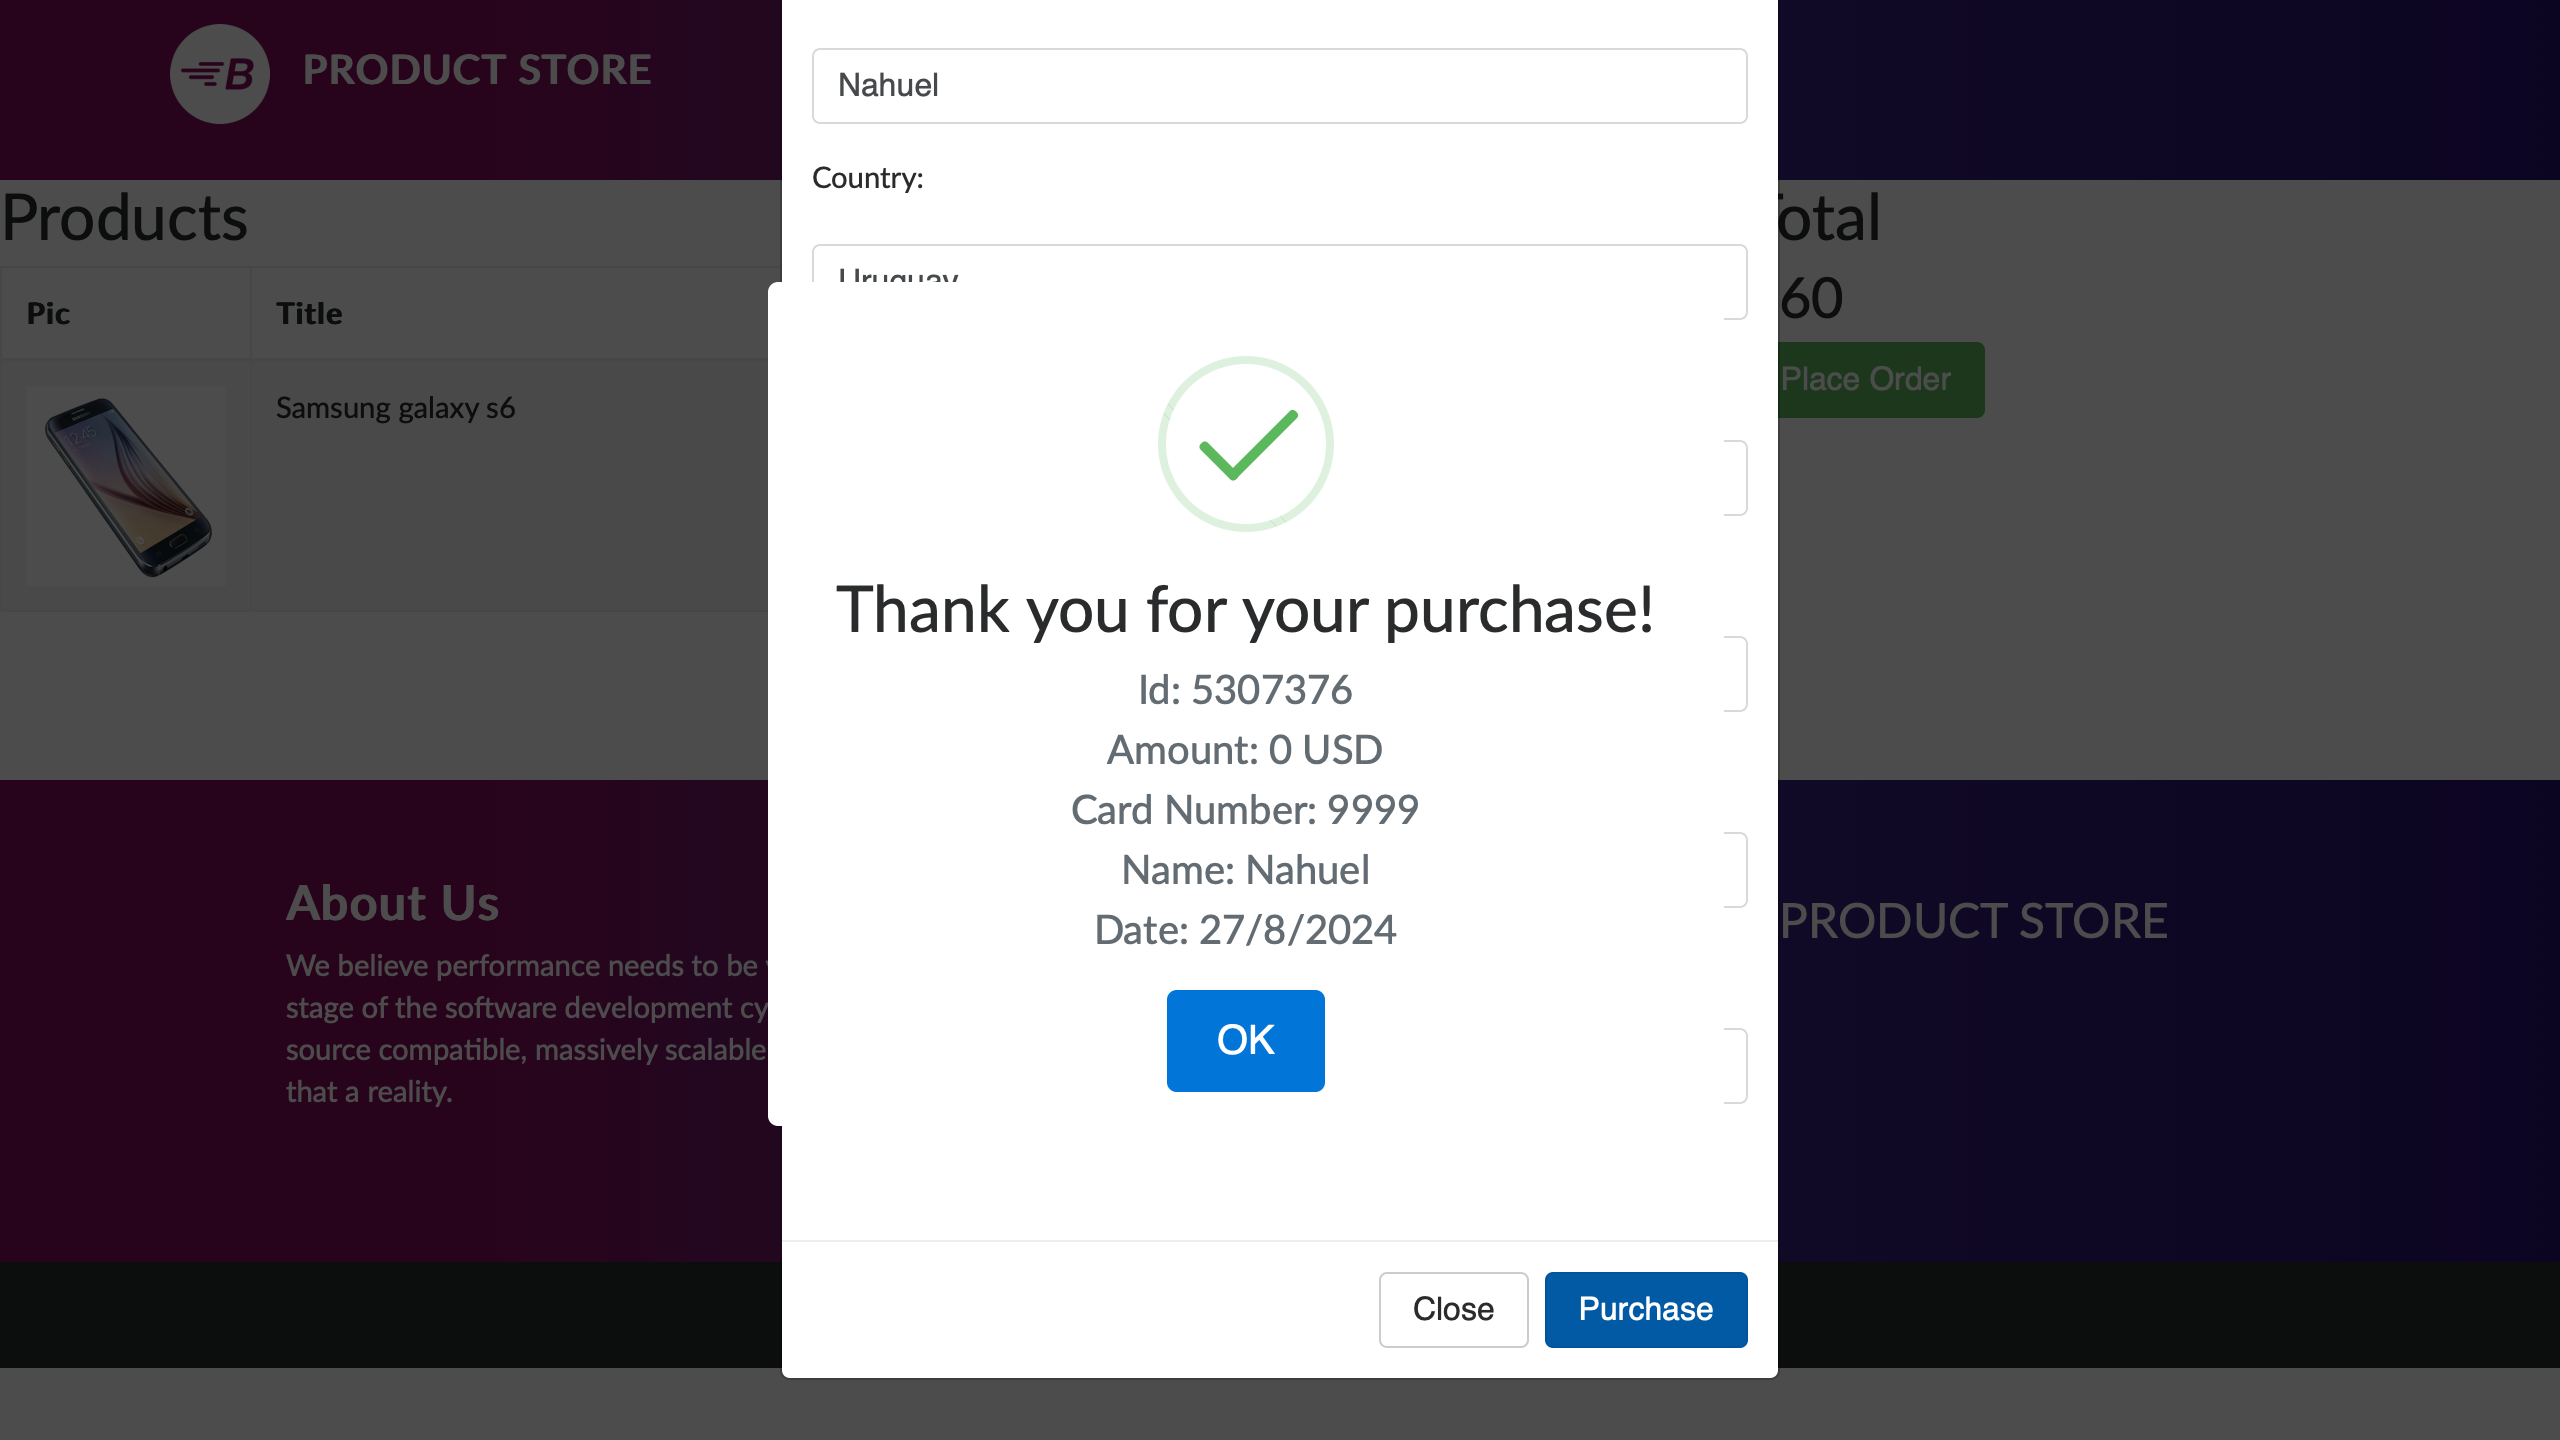 B PRODUCT STORE
Nahuel
Country:
Uruguay
Products
Pic Title
Samsung galaxy s6
otal
60
Place Order
Thank you for your purchase!
Id: 5307376
Amount: 0 USD
Card Number: 9999
Name: Nahuel
Date: 27/8/2024
OK
About Us
We believe performance needs to be
stage of the software development cy
source compatible, massively scalable
that a reality.
PRODUCT STORE
Close Purchase